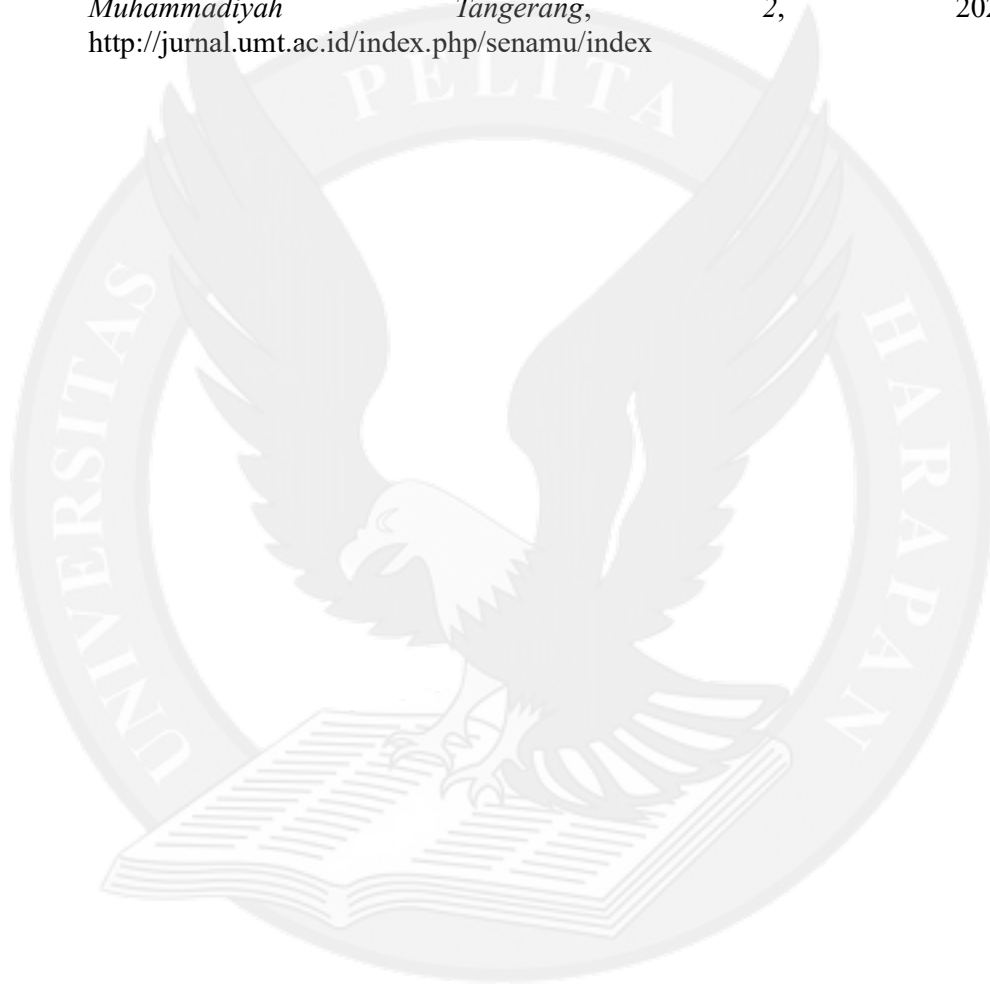 Muhammadiyah Tangerang, 2,
http://jurnal.umt.ac.id/index.php/senamu/index
UNIVERSITAS PELITA HARAPAN